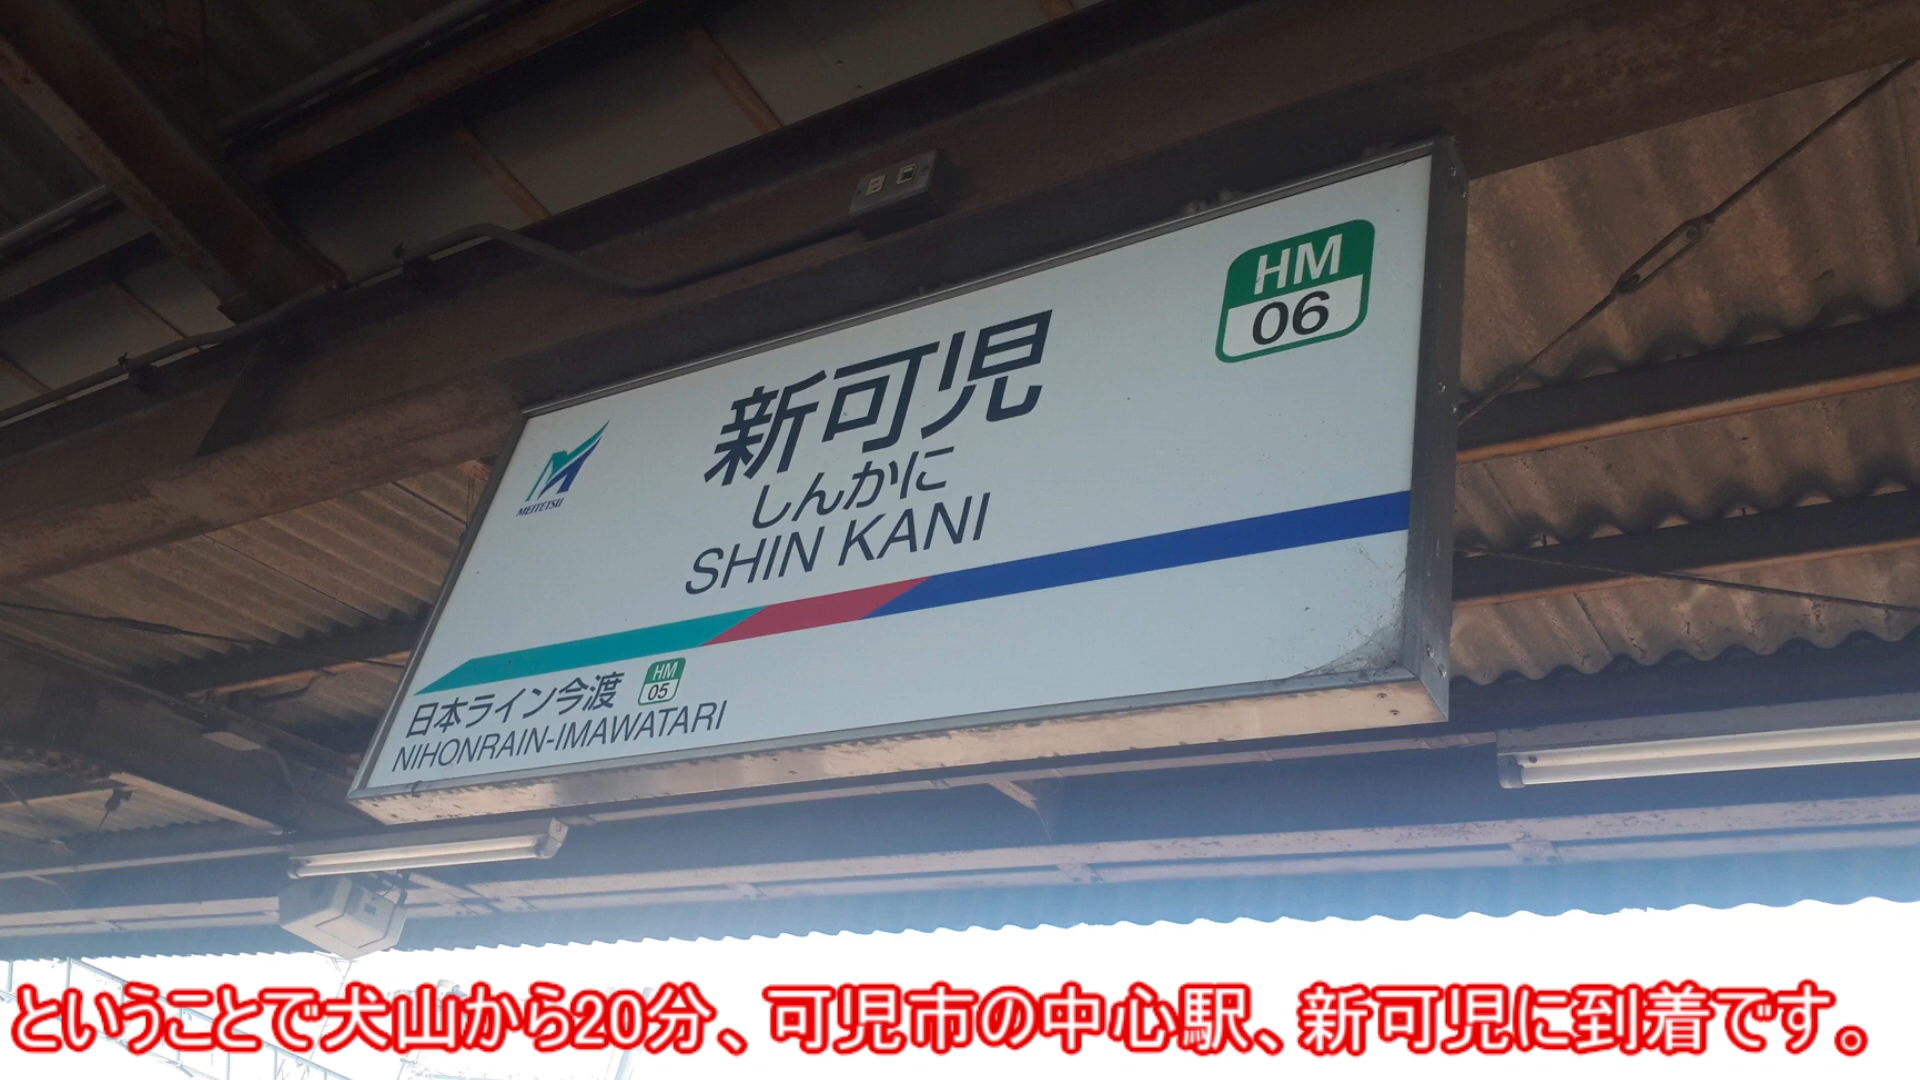 HM
06
新可児
しんかに
SHIN KANI
MEITETSU
日本ライン今渡
HM
05
NIHONRAIN-IMAWATARI
ということで犬山から20分、可児市の中心駅、新可児に到着です。